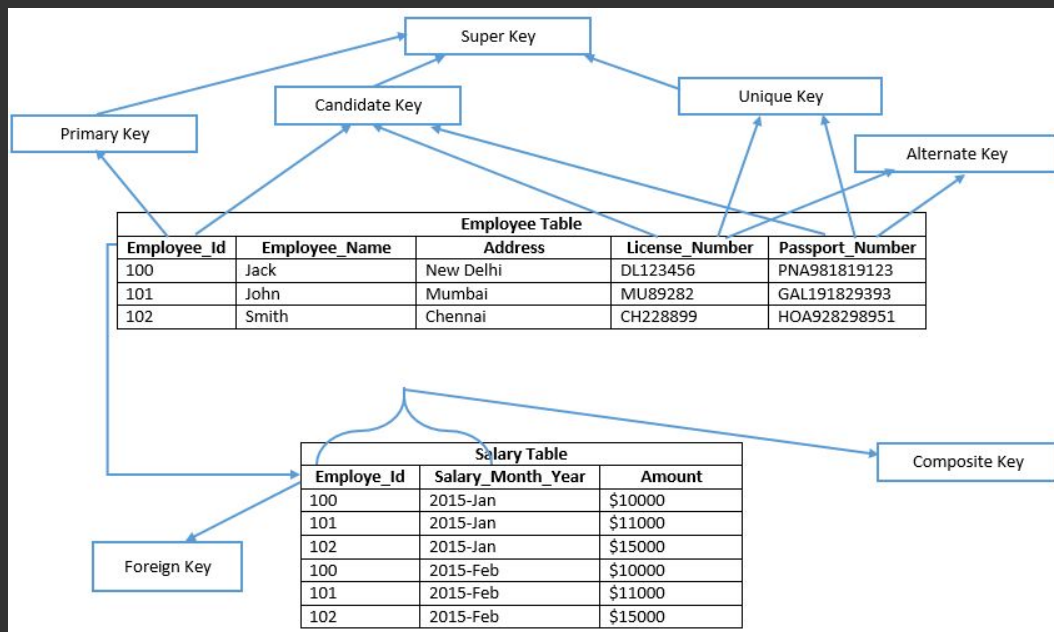 Super Key
Candidate Key
Unique Key
Primary Key
Alternate Key
Employee Table
Employee_Id Employee_Name Address License_Number Passport_Number
100 Jack New Delhi DL123456 PNA981819123
101 John Mumbai MU89282 GAL191829393
102 Smith Chennai CH228899 HOA928298951
Salary Table
Employe_Id Salary_Month_Year Amount
100 2015-Jan $10000
101 2015-Jan $11000
102 2015-Jan $15000
100 2015-Feb $10000
101 2015-Feb $11000
102 2015-Feb $15000
Composite Key
Foreign Key